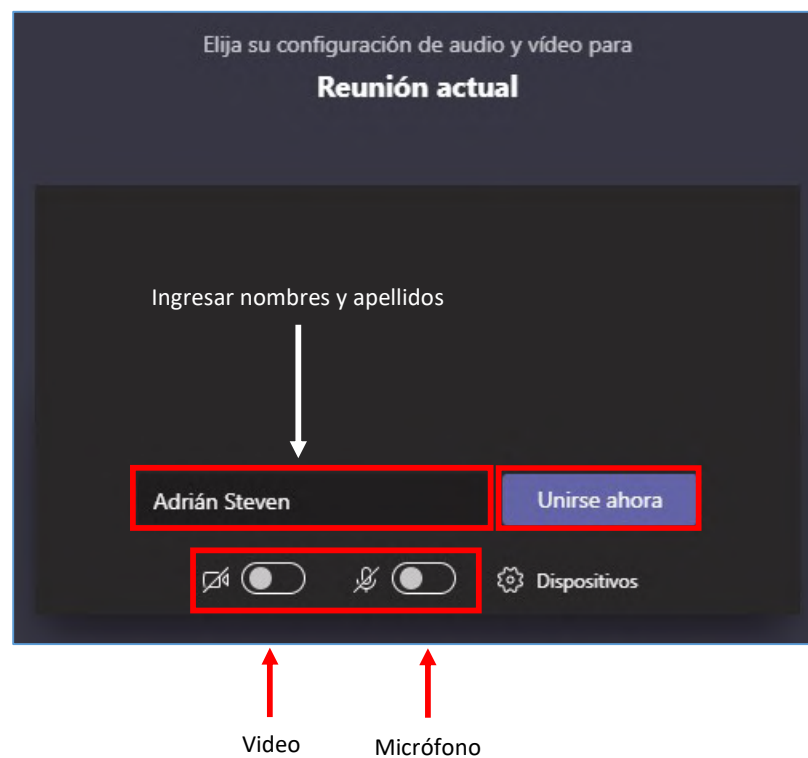 Elija su configuración de audio y vídeo para
Reunión actual
Ingresar nombres y apellidos
Adrián Steven
Unirse ahora
Dispositivos
Video
Micrófono